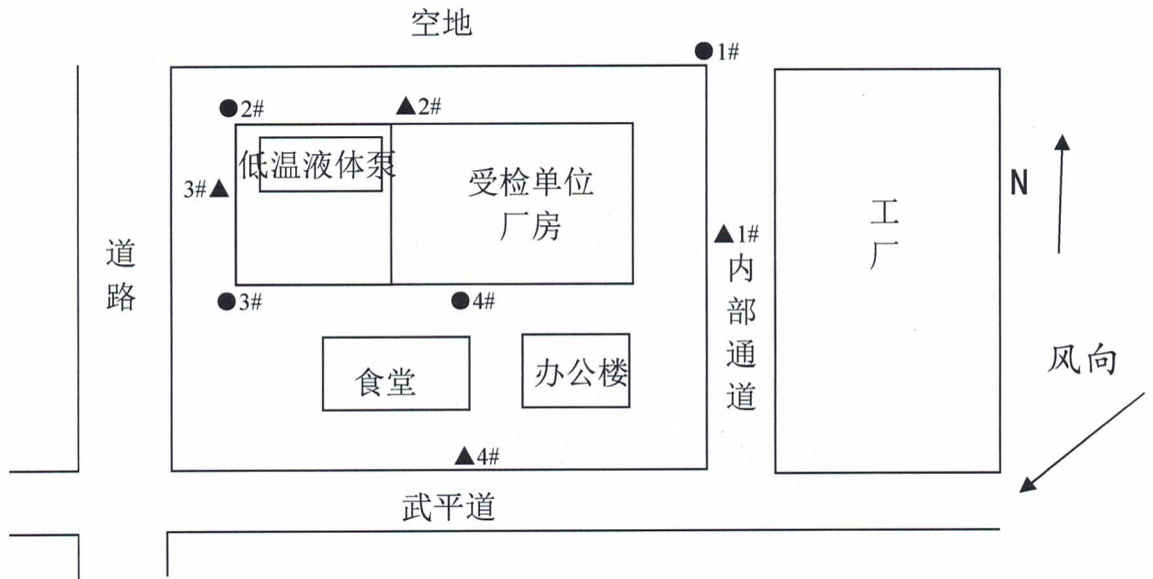 空地
●1#
●2#
▲2#
低温液体泵
3#▲
受检单位
厂房
N
工
厂
▲1#
道
路
内
部
通
道
●3#
●4#
食堂
办公楼
风向
▲4#
武平道